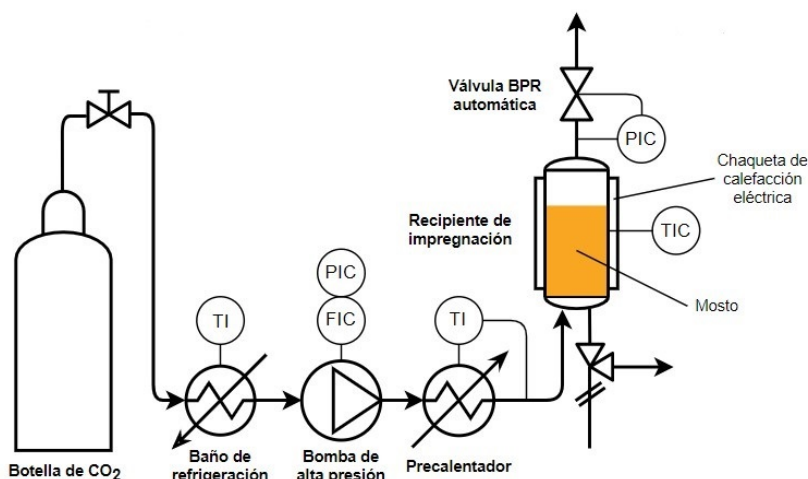 Válvula BPR
automática
PIC
Chaqueta de
calefacción
eléctrica
Recipiente de
impregnación
TIC
PIC
Mosto
TI
FIC
TI
Botella de CO2
Baño de
refrigeración
Bomba de
alta presión
Precalentador